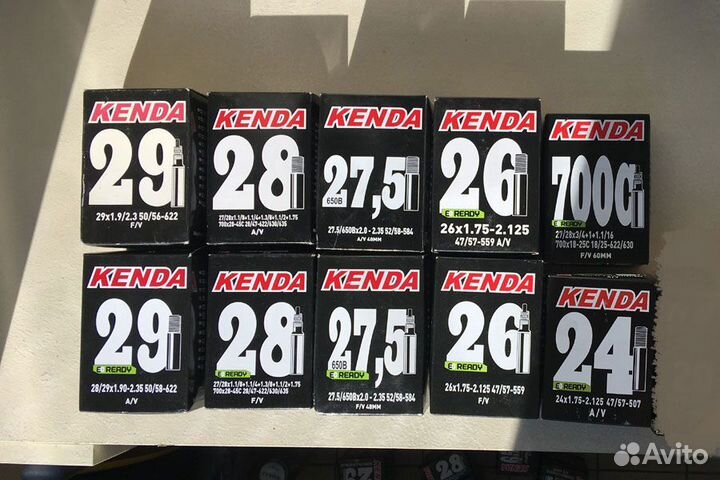 KENDA
29
29x1.9/2.3 50/56-622
F/V
KENDA
28
27/28x1.1/8+1.1/4+1.3/8+1.1/2+1.75
700x28-45C 28/47-622/630/635
A/V
KENDA
27,5
650B
27.5/650Bx2.0 - 2.35 52/58-584
A/V 48MM
KENDA
26
26x1.75-2.125
47/57-559 A/V
KENDA
700C
E READY
27/28x3/4+1+1.1/16
700x18-25C 18/25-622/630
F/V 60MM
KENDA
29
E READY
28/29x1.90-2.35 50/58-622
A/V
KENDA
28
E READY
27/28x1.1/8+1.1/4+1.3/8+1.1/2+1.75
700x28-45C 28/47-622/630/635
F/V
KENDA
27,5
650B
E READY
27.5/650Bx2.0 - 2.35 52/58-584
F/V 48MM
KENDA
26
E READY
26x1.75-2.125 47/57-559
F/V
KENDA
24
E READY
24x1.75-2.125 47/57-507
A/V
28
Avito